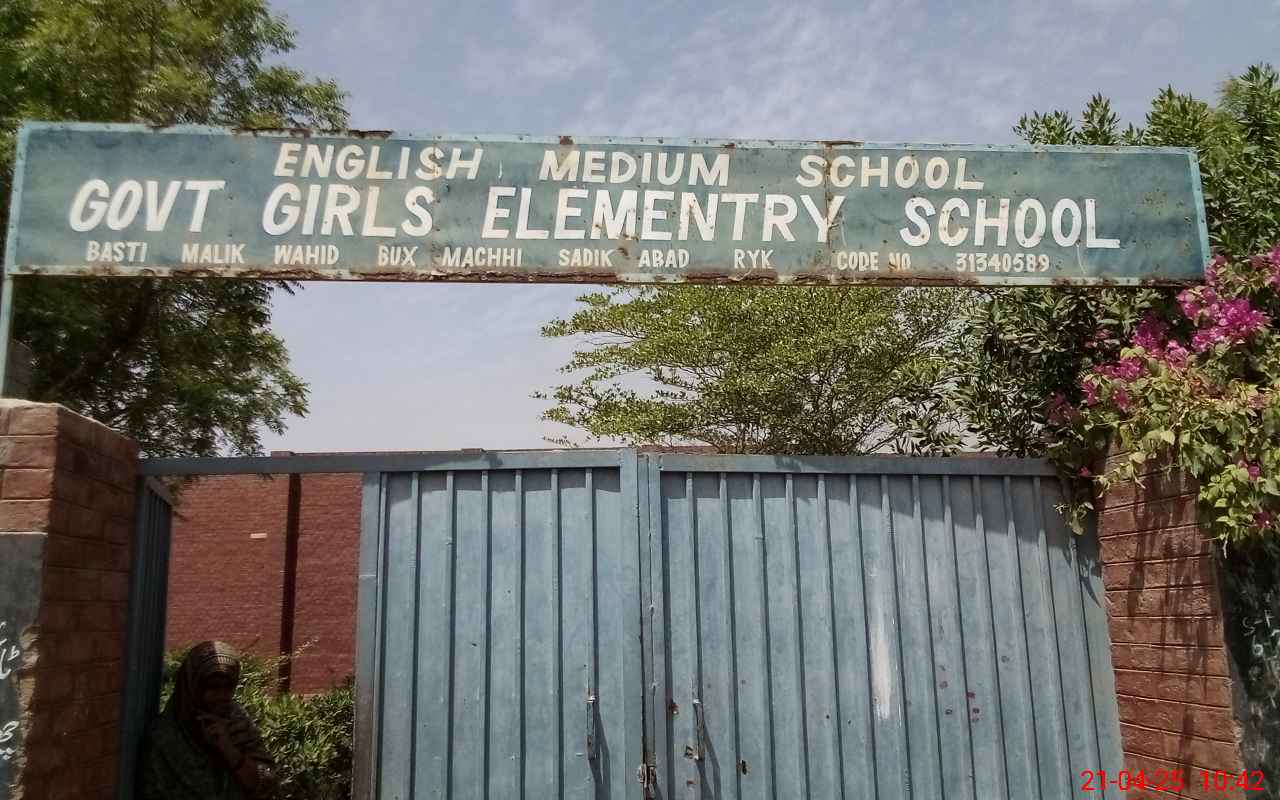 ENGLISH MEDIUM SCHOOL
GOVT GIRLS ELEMENTRY SCHOOL
BASTI MALIK WAHID BUX MACHHI SADIK ABAD RYK CODE NO 31340589
21-04-25 10:42